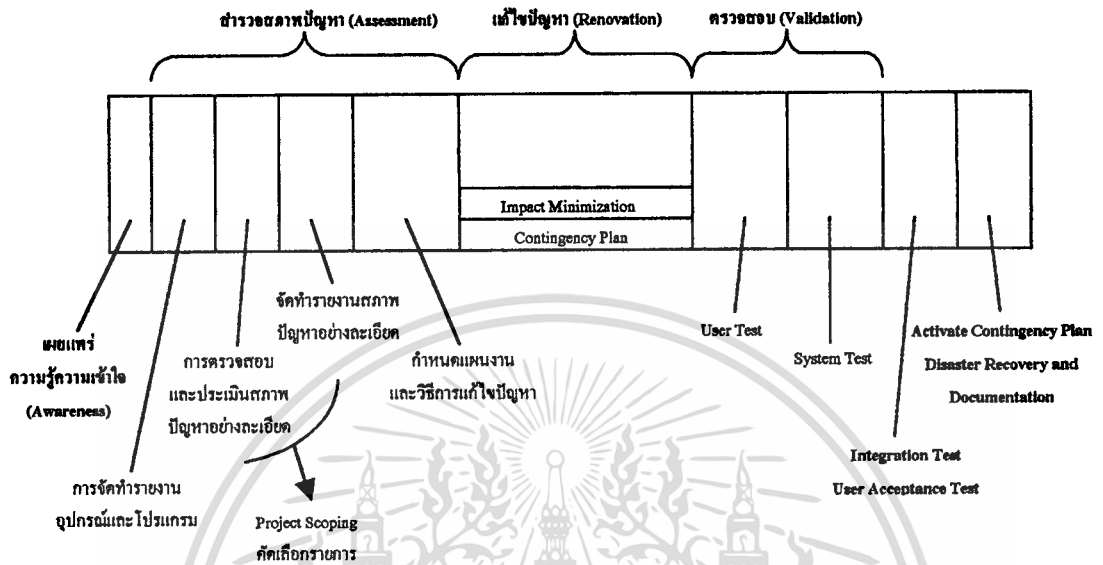 สำรวจสภาพปัญหา (Assessment)
แก้ไขปัญหา (Renovation)
ตรวจสอบ (Validation)
Impact Minimization
Contingency Plan
เผยแพร่
ความรู้ความเข้าใจ
(Awareness)
การจัดทำรายงาน
อุปกรณ์และโปรแกรม
การตรวจสอบ
และประเมินสภาพ
ปัญหาอย่างละเอียด
จัดทำรายงานสภาพ
ปัญหาอย่างละเอียด
Project Scoping
คัดเลือกรายการ
กำหนดแผนงาน
และวิธีการแก้ไขปัญหา
User Test
System Test
Integration Test
User Acceptance Test
Activate Contingency Plan
Disaster Recovery and
Documentation